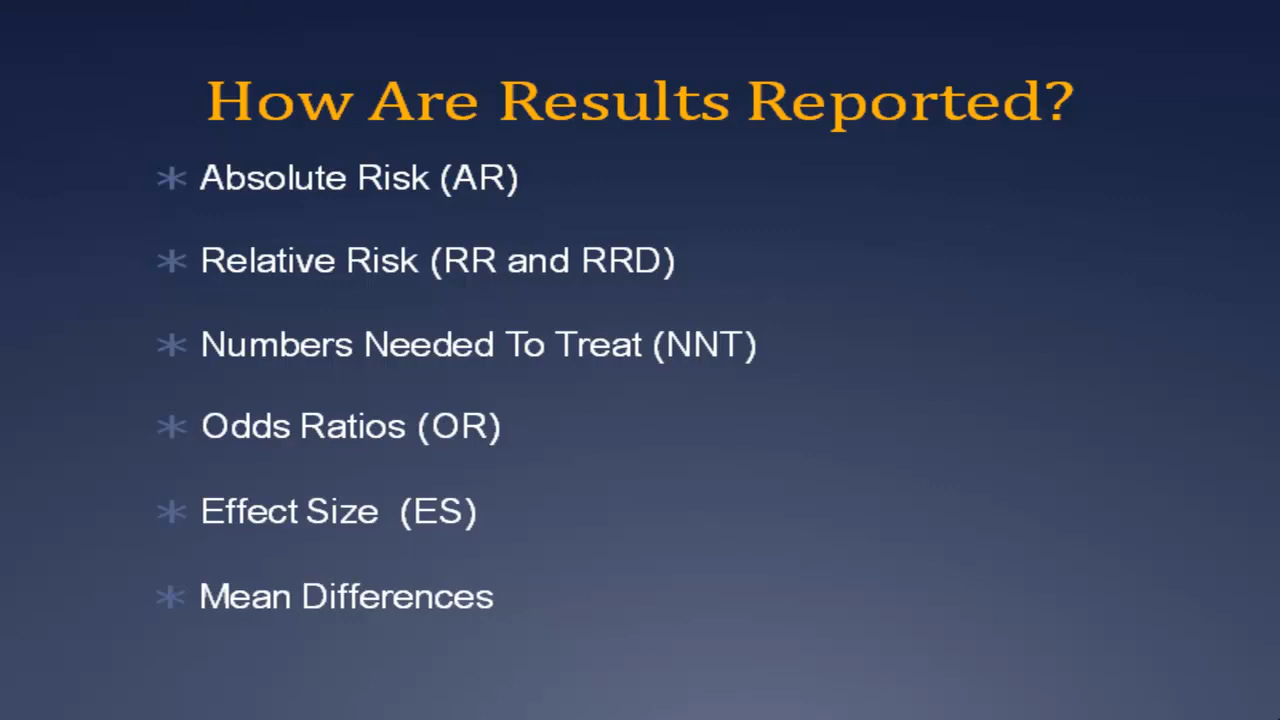 How Are Results Reported?
Absolute Risk (AR)
Relative Risk (RR and RRD)
Numbers Needed To Treat (NNT)
Odds Ratios (OR)
Effect Size (ES)
Mean Differences